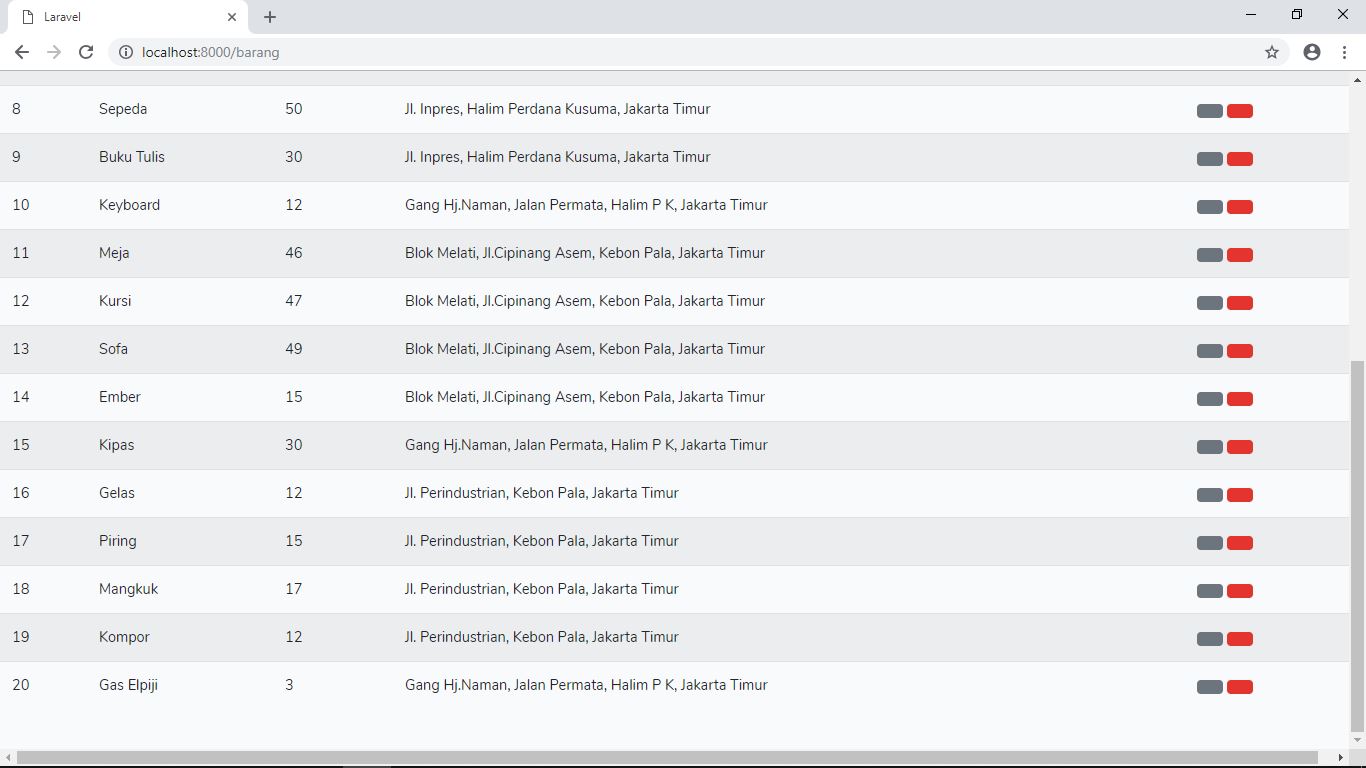 Laravel
localhost:8000/barang
8 Sepeda 50 Jl. Inpres, Halim Perdana Kusuma, Jakarta Timur
9 Buku Tulis 30 Jl. Inpres, Halim Perdana Kusuma, Jakarta Timur
10 Keyboard 12 Gang Hj.Naman, Jalan Permata, Halim P K, Jakarta Timur
11 Meja 46 Blok Melati, Jl.Cipinang Asem, Kebon Pala, Jakarta Timur
12 Kursi 47 Blok Melati, Jl.Cipinang Asem, Kebon Pala, Jakarta Timur
13 Sofa 49 Blok Melati, Jl.Cipinang Asem, Kebon Pala, Jakarta Timur
14 Ember 15 Blok Melati, Jl.Cipinang Asem, Kebon Pala, Jakarta Timur
15 Kipas 30 Gang Hj.Naman, Jalan Permata, Halim P K, Jakarta Timur
16 Gelas 12 Jl. Perindustrian, Kebon Pala, Jakarta Timur
17 Piring 15 Jl. Perindustrian, Kebon Pala, Jakarta Timur
18 Mangkuk 17 Jl. Perindustrian, Kebon Pala, Jakarta Timur
19 Kompor 12 Jl. Perindustrian, Kebon Pala, Jakarta Timur
20 Gas Elpiji 3 Gang Hj.Naman, Jalan Permata, Halim P K, Jakarta Timur